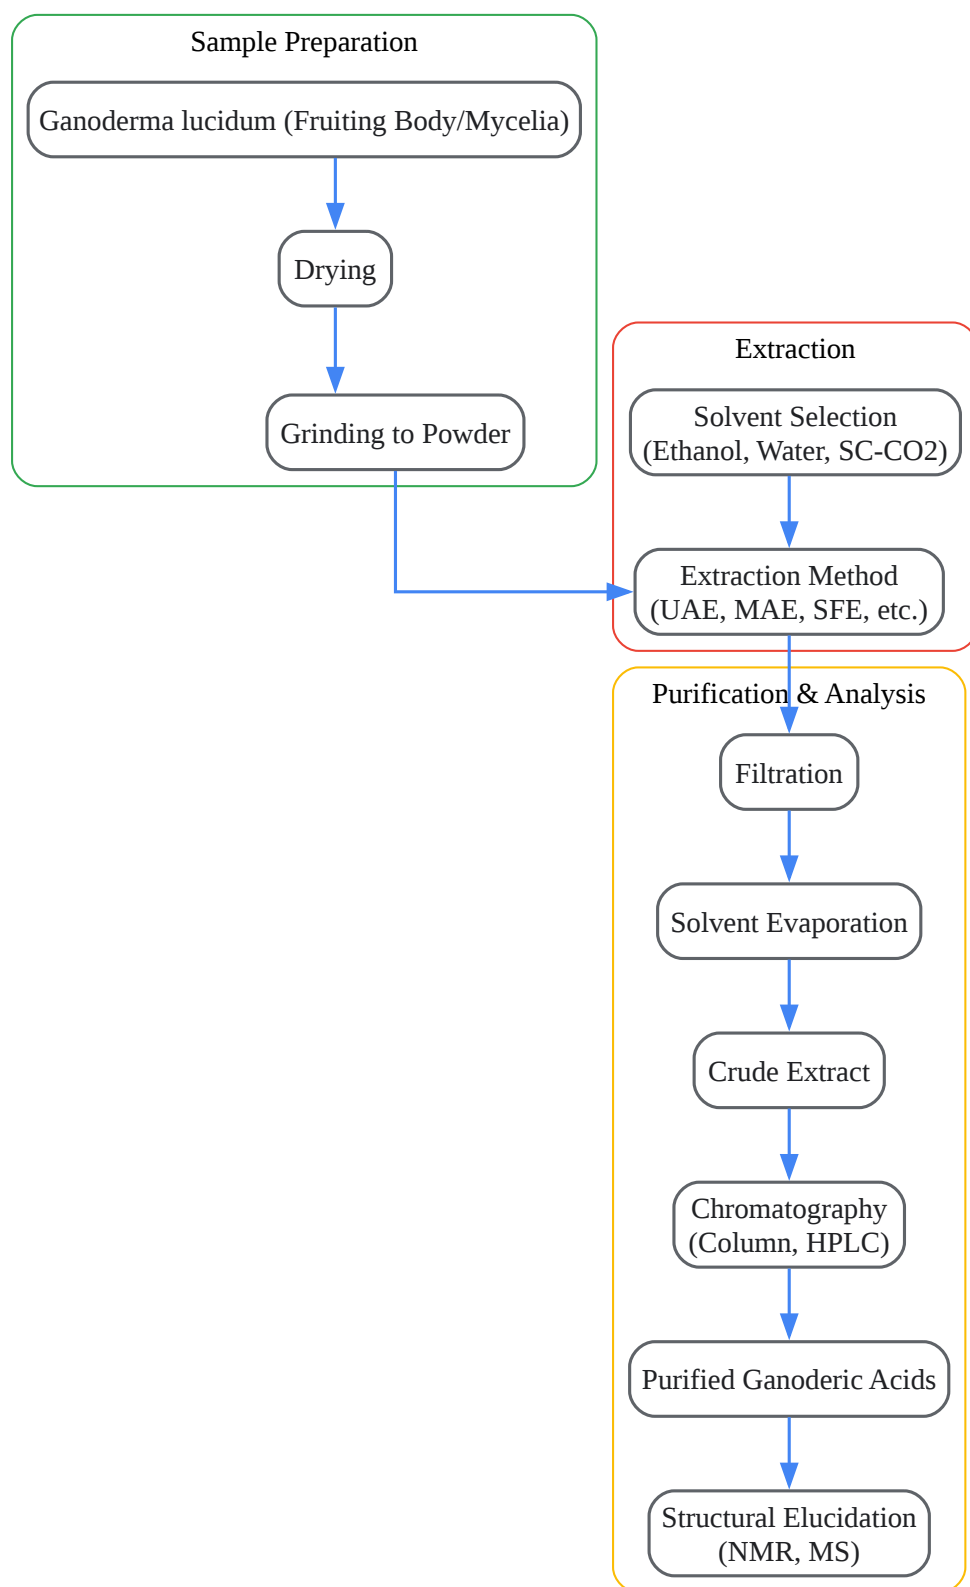 Sample Preparation
Ganoderma lucidum (Fruiting Body/Mycelia)
Drying
Grinding to Powder
Extraction
Solvent Selection
(Ethanol, Water, SC-CO2)
Extraction Method
(UAE, MAE, SFE, etc.)
Purification & Analysis
Filtration
Solvent Evaporation
Crude Extract
Chromatography
(Column, HPLC)
Purified Ganoderic Acids
Structural Elucidation
(NMR, MS)